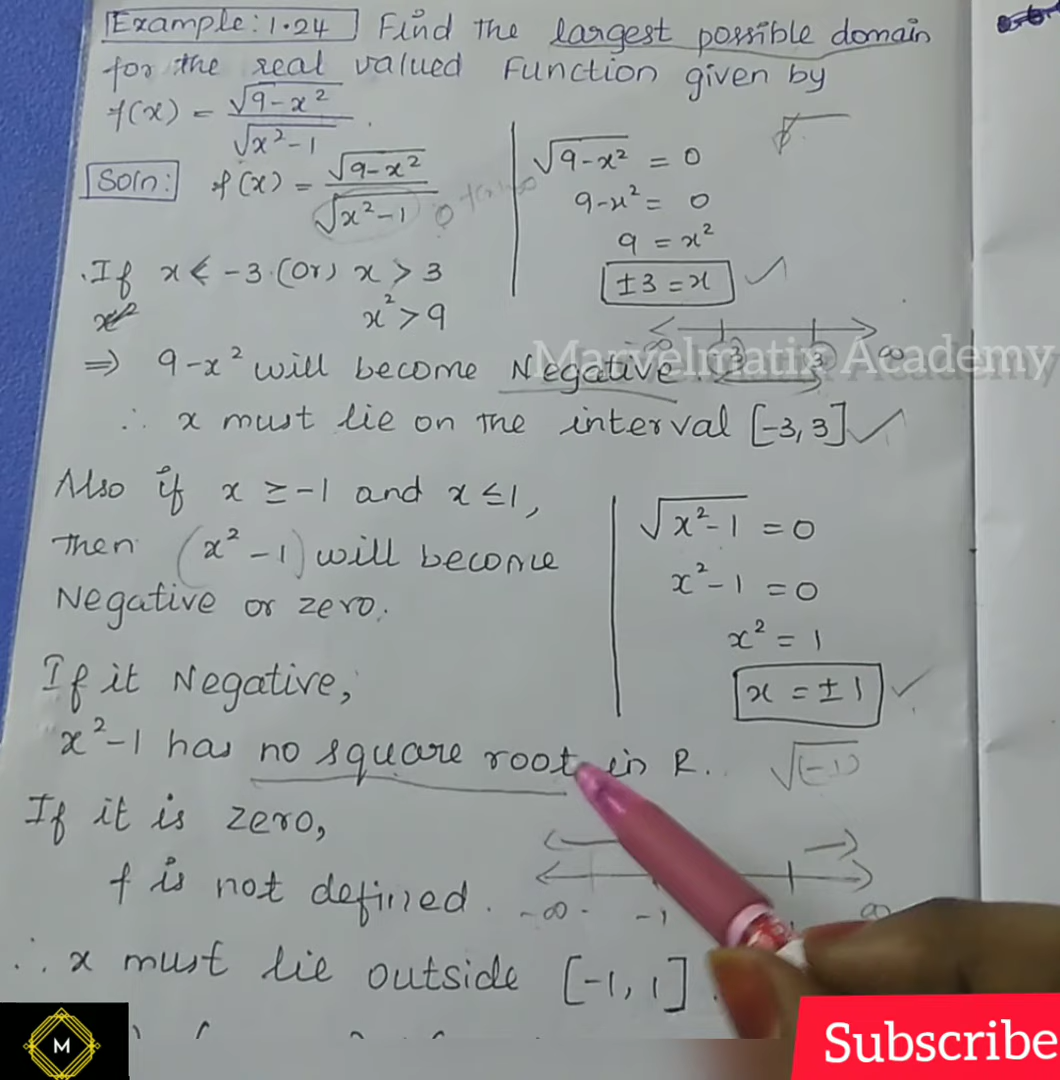 Example: 1.24 Find the largest possible domain
for the real valued Function given by
f(x) = √(9-x²) / √(x²-1) .
Soln: f(x) = √(9-x²) / √(x²-1) 0
√(9-x²) = 0
9-x² = 0
9 = x²
±3 = x
If x < -3 (or) x > 3
x²
x² > 9
⇒ 9-x² will become Negative.
3 3 ∞
Marvelmatix Academy
∴ x must lie on the interval [-3, 3]
Also if x ≥ -1 and x ≤ 1,
then (x² - 1) will become
Negative or zero.
√(x²-1) = 0
x²-1 = 0
x² = 1
x = ±1
If it Negative,
x²-1 has no square root in R.
√(-1)
If it is zero,
f is not defined.
-∞ -1 ∞
∴ x must lie outside [-1, 1].
M
Subscribe